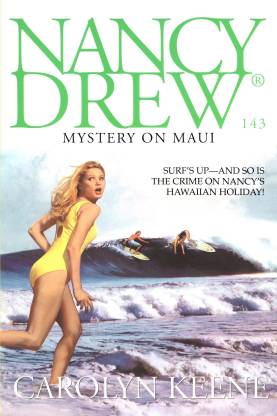 NANCY
DREW®
143
MYSTERY ON MAUI
SURF'S UP—AND SO IS
THE CRIME ON NANCY'S
HAWAIIAN HOLIDAY!
CAROLYN KEENE